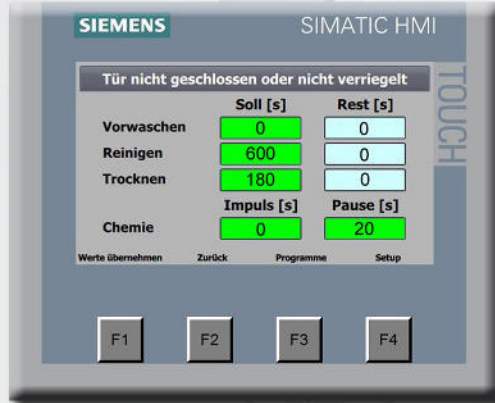 SIEMENS SIMATIC HMI
TOUCH
Tür nicht geschlossen oder nicht verriegelt
Soll [s] Rest [s]
Vorwaschen 0 0
Reinigen 600 0
Trocknen 180 0
Impuls [s] Pause [s]
Chemie 0 20
Werte übernehmen Zurück Programme Setup
F1 F2 F3 F4